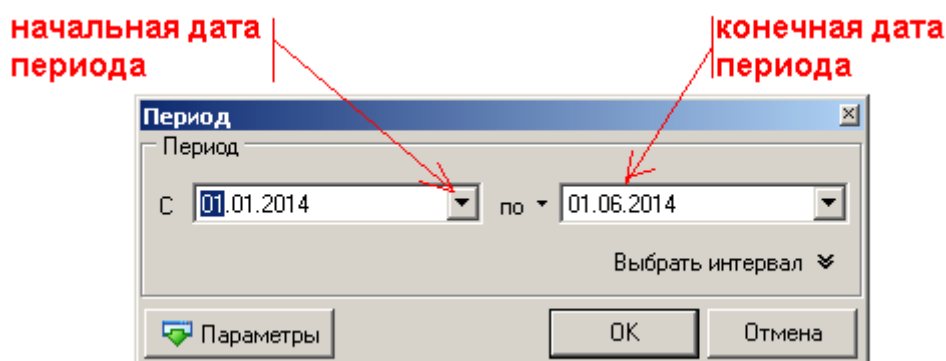 начальная дата
периода
конечная дата
периода
Период
Период
С 01.01.2014 по 01.06.2014
Выбрать интервал
Параметры OK Отмена